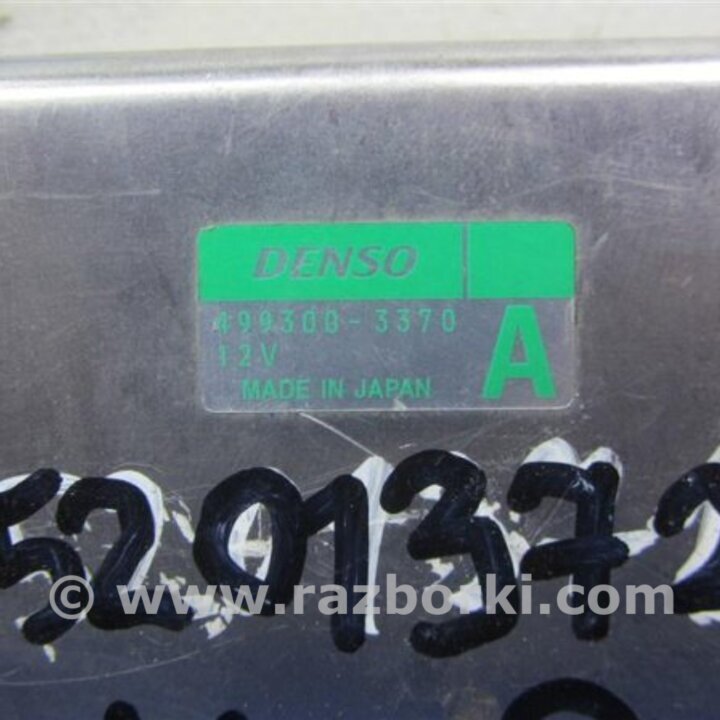 DENSO
499300-3370
12V
A
MADE IN JAPAN
5201372
© www.razborki.com